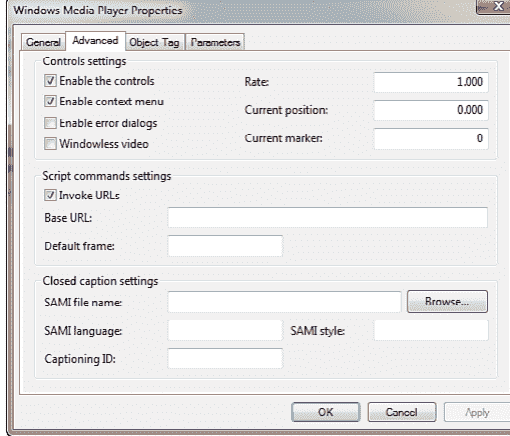 Windows Media Player Properties
General Advanced Object Tag Parameters
Controls settings
Enable the controls Rate: 1.000
Enable context menu Current position: 0.000
Enable error dialogs Current marker: 0
Windowless video
Script commands settings
Invoke URLs
Base URL:
Default frame:
Closed caption settings
SAMI file name: Browse...
SAMI language: SAMI style:
Captioning ID:
OK Cancel Apply